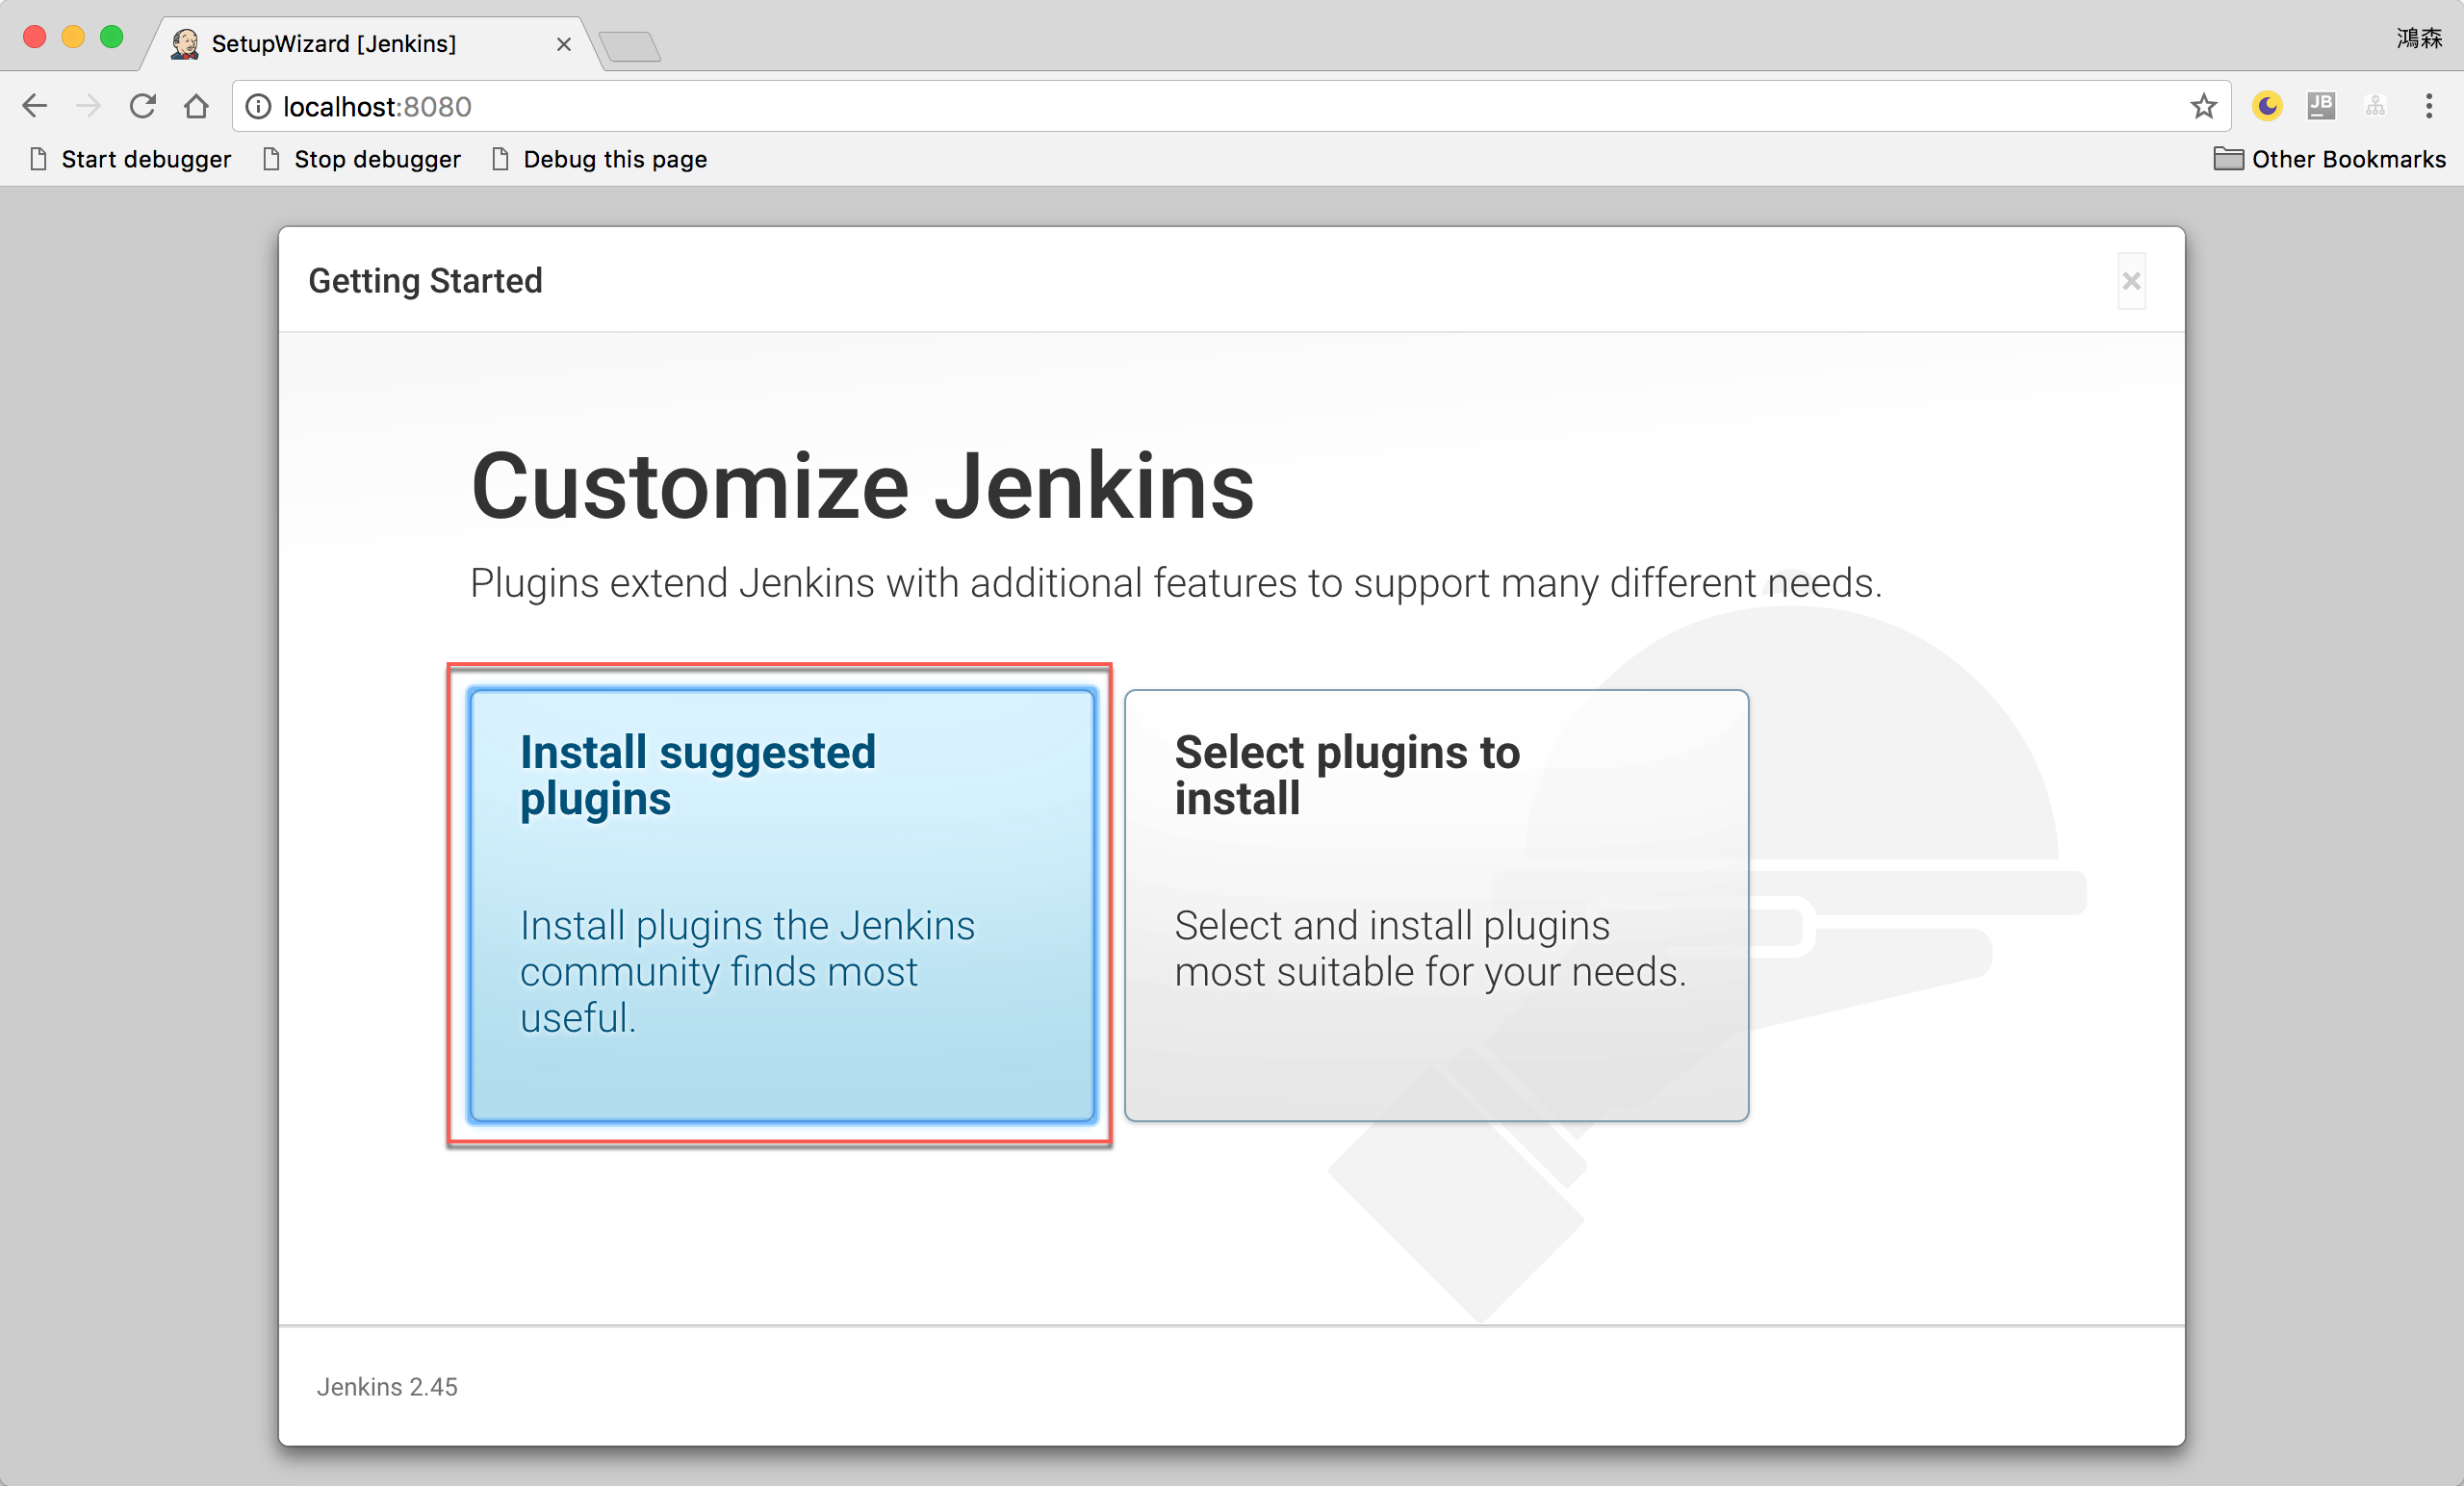 SetupWizard [Jenkins]
鴻森
localhost:8080
JB
Start debugger
Stop debugger
Debug this page
Other Bookmarks
Getting Started
Customize Jenkins
Plugins extend Jenkins with additional features to support many different needs.
Install suggested
plugins
Install plugins the Jenkins
community finds most
useful.
Select plugins to
install
Select and install plugins
most suitable for your needs.
Jenkins 2.45